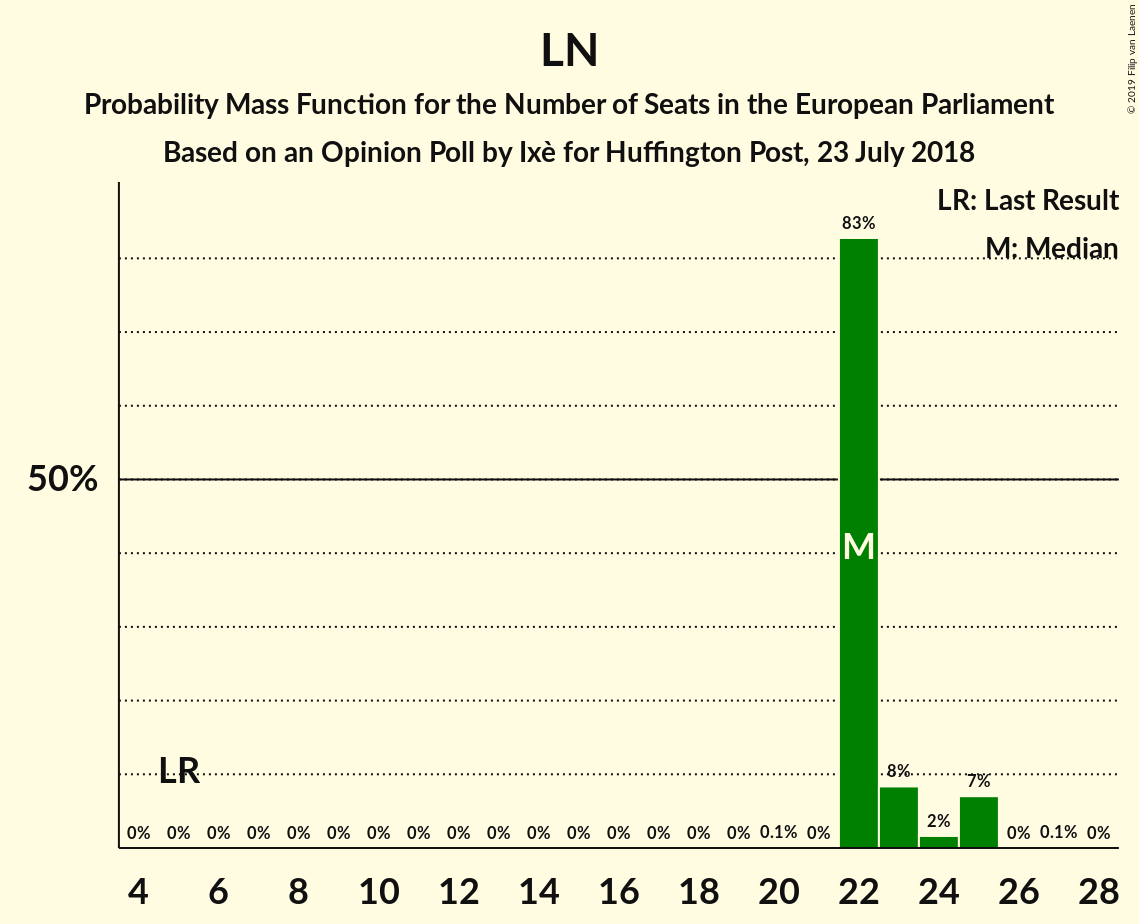 LN
Probability Mass Function for the Number of Seats in the European Parliament
Based on an Opinion Poll by Ixè for Huffington Post, 23 July 2018
© 2019 Filip van Laenen
LR: Last Result
M: Median
83%
50%
M
LR
8%
7%
2%
0% 0% 0% 0% 0% 0% 0% 0% 0% 0% 0% 0% 0% 0% 0% 0% 0.1% 0% 0% 0.1% 0%
4 6 8 10 12 14 16 18 20 22 24 26 28